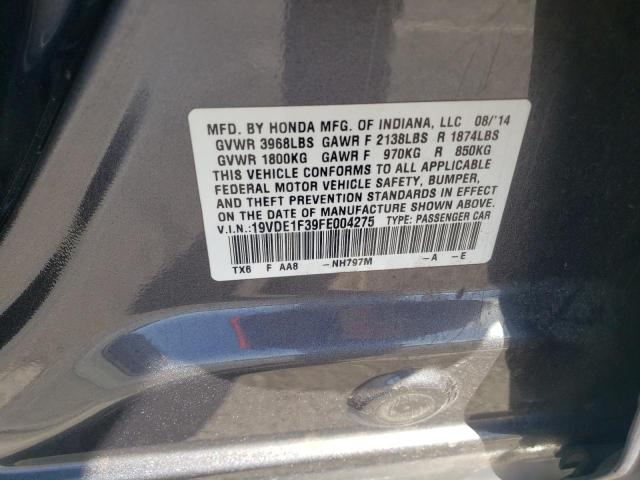 MFD. BY HONDA MFG. OF INDIANA, LLC 08/'14
GVWR 3968LBS GAWR F 2138LBS R 1874LBS
GVWR 1800KG GAWR F 970KG R 850KG
THIS VEHICLE CONFORMS TO ALL APPLICABLE
FEDERAL MOTOR VEHICLE SAFETY, BUMPER,
AND THEFT PREVENTION STANDARDS IN EFFECT
ON THE DATE OF MANUFACTURE SHOWN ABOVE.
V.I.N.:19VDE1F39FE004275 TYPE: PASSENGER CAR
TX6 F AA8 -NH797M -A -E